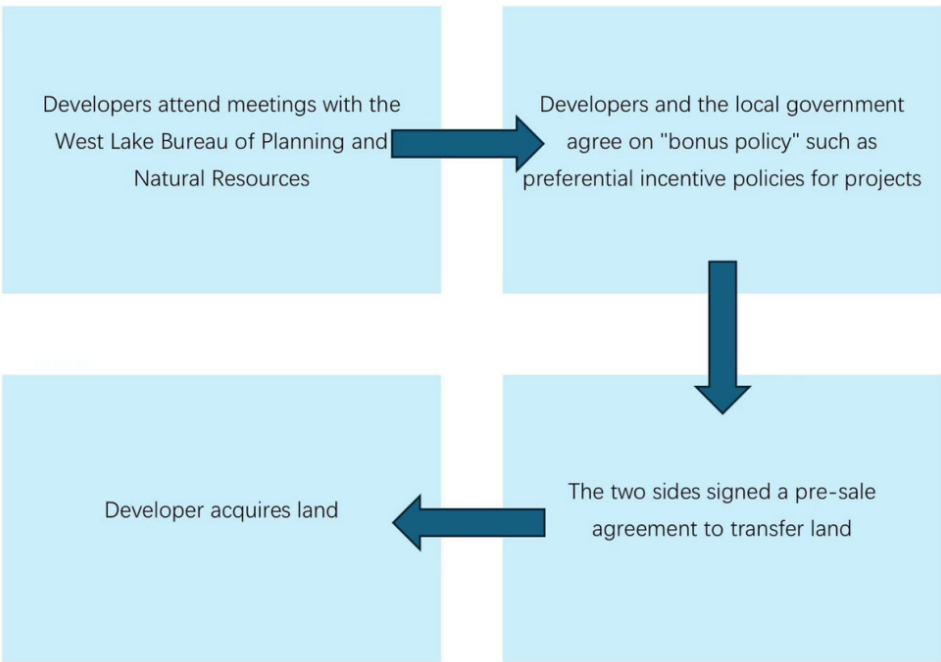 Developers attend meetings with the
West Lake Bureau of Planning and
Natural Resources
Developers and the local government
agree on "bonus policy" such as
preferential incentive policies for projects
The two sides signed a pre-sale
agreement to transfer land
Developer acquires land